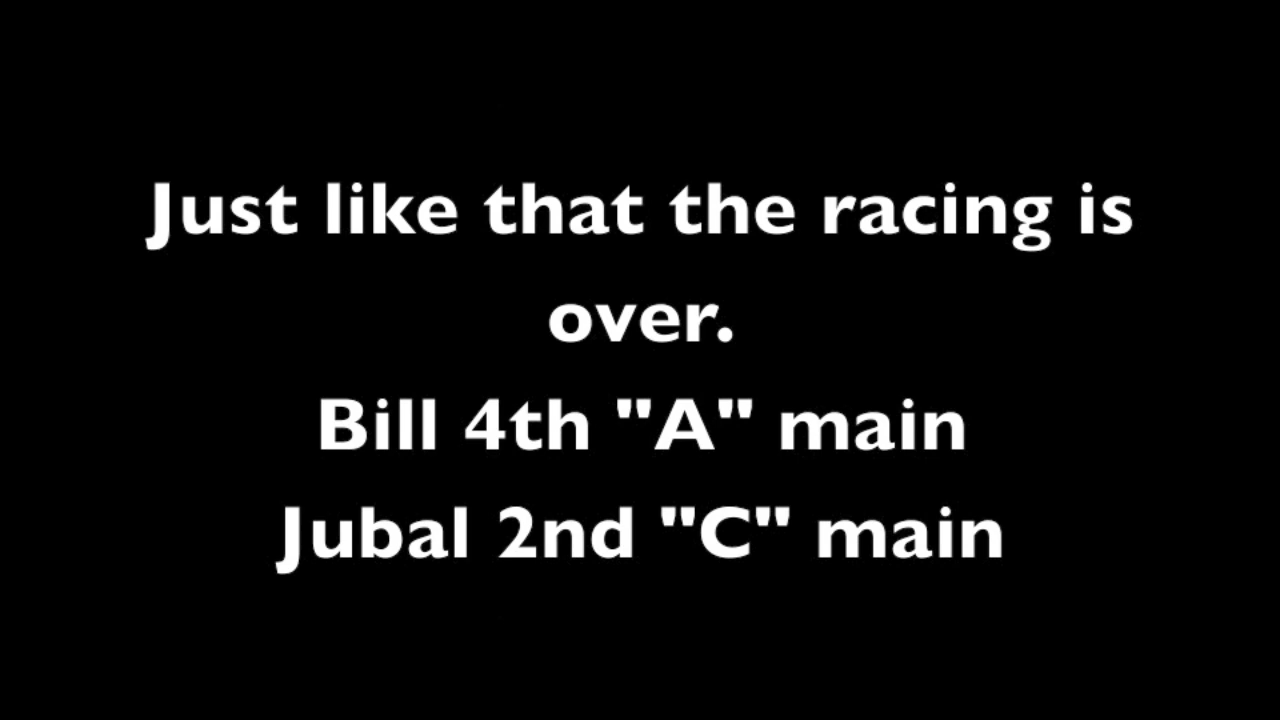 Just like that the racing is
over.
Bill 4th "A" main
Jubal 2nd "C" main